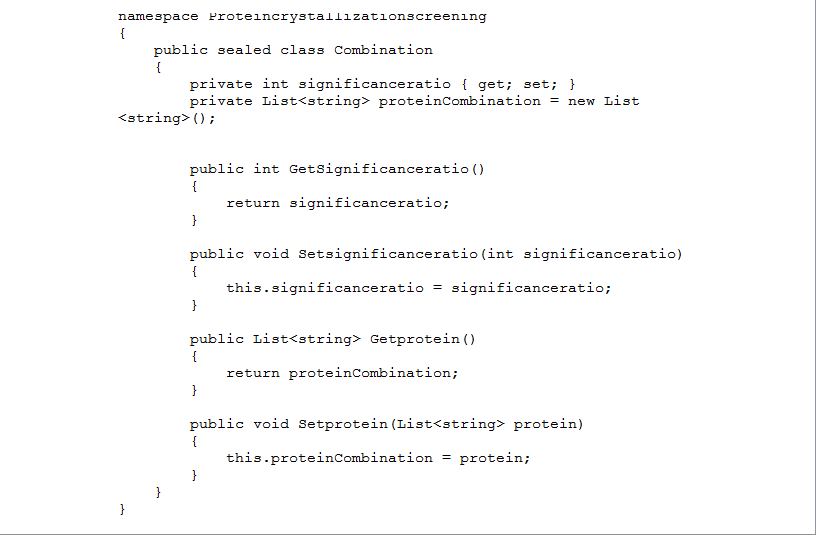 namespace Proteincrystallizationscreening
{
    public sealed class Combination
    {
        private int significanceratio { get; set; }
        private List<string> proteinCombination = new List
<string>();
        public int GetSignificanceratio()
        {
            return significanceratio;
        }
        public void Setsignificanceratio(int significanceratio)
        {
            this.significanceratio = significanceratio;
        }
        public List<string> Getprotein()
        {
            return proteinCombination;
        }
        public void Setprotein(List<string> protein)
        {
            this.proteinCombination = protein;
        }
    }
}